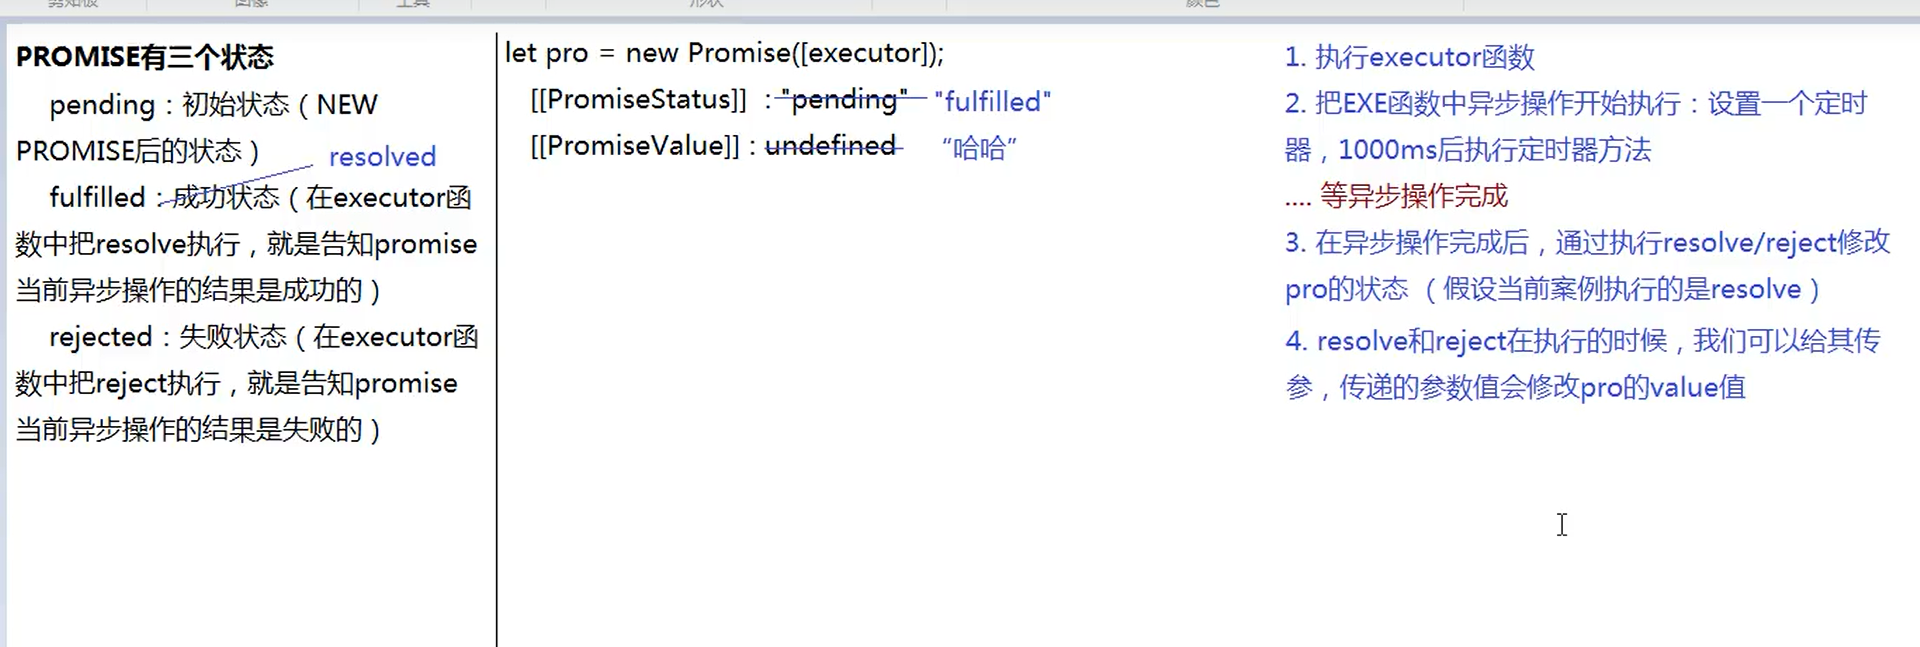 剪贴板
图像
工具
形状
颜色
PROMISE有三个状态
pending：初始状态（NEW
PROMISE后的状态）
resolved
fulfilled：成功状态（在executor函
数中把resolve执行，就是告知promise
当前异步操作的结果是成功的）
rejected：失败状态（在executor函
数中把reject执行，就是告知promise
当前异步操作的结果是失败的）
let pro = new Promise([executor]);
[[PromiseStatus]] ："pending" "fulfilled"
[[PromiseValue]]：undefined “哈哈”
1. 执行executor函数
2. 把EXE函数中异步操作开始执行：设置一个定时
器，1000ms后执行定时器方法
.... 等异步操作完成
3. 在异步操作完成后，通过执行resolve/reject修改
pro的状态 （假设当前案例执行的是resolve）
4. resolve和reject在执行的时候，我们可以给其传
参，传递的参数值会修改pro的value值